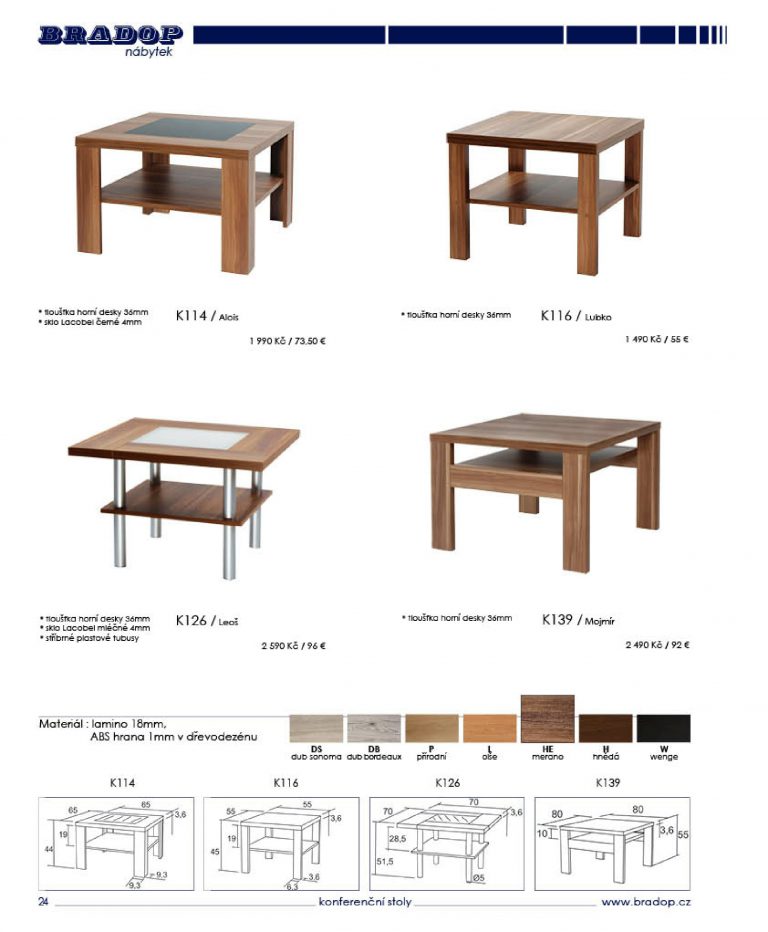 BRADOP
nábytek
* tloušťka horní desky 36mm
* sklo Lacobel černé 4mm
K114 / Alois
1 990 Kč / 73,50 €
* tloušťka horní desky 36mm
K116 / Lubko
1 490 Kč / 55 €
* tloušťka horní desky 36mm
* sklo Lacobel mléčné 4mm
* stříbrné plastové tubusy
K126 / Leoš
2 590 Kč / 96 €
* tloušťka horní desky 36mm
K139 / Mojmír
2 490 Kč / 92 €
Materiál : lamino 18mm,
ABS hrana 1mm v dřevodezénu
DS
dub sonoma
DB
dub bordeaux
P
přírodní
L
olše
HE
merano
H
hnědá
W
wenge
K114
65
65
3,6
19
44
9,3
9,3
K116
55
55
3,6
19
45
3,6
6,3
K126
70
70
3,6
28,5
51,5
Ø5
K139
80
80
3,6
10
55
24
konferenční stoly
www.bradop.cz